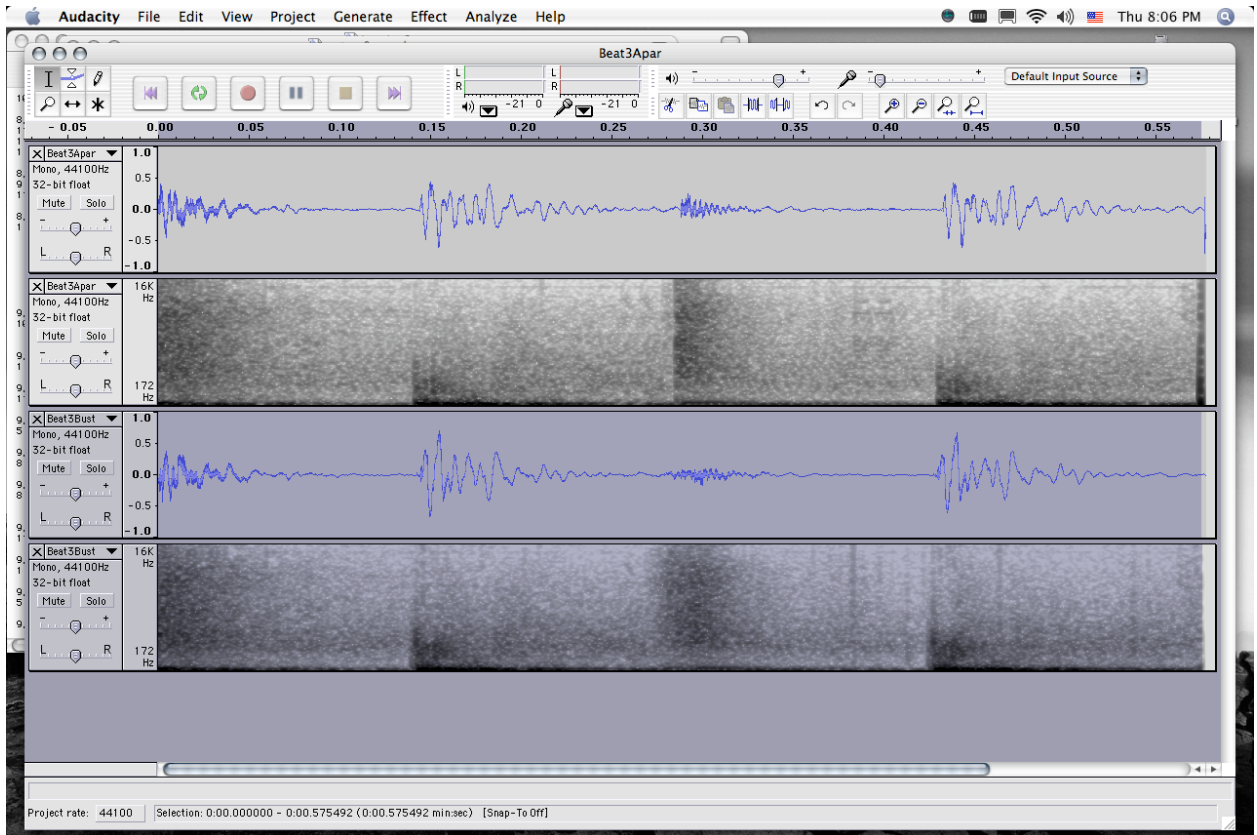 Audacity File Edit View Project Generate Effect Analyze Help Thu 8:06 PM
Beat3Apar
L
R
-21 0
L
R
-21 0
- +
- +
Default Input Source
- 0.05 0.00 0.05 0.10 0.15 0.20 0.25 0.30 0.35 0.40 0.45 0.50 0.55
Beat3Apar
Mono, 44100Hz
32-bit float
Mute Solo
- +
L R
1.0
0.5
0.0
-0.5
-1.0
Beat3Apar
Mono, 44100Hz
32-bit float
Mute Solo
- +
L R
16K
Hz
172
Hz
Beat3Bust
Mono, 44100Hz
32-bit float
Mute Solo
- +
L R
1.0
0.5
0.0
-0.5
-1.0
Beat3Bust
Mono, 44100Hz
32-bit float
Mute Solo
- +
L R
16K
Hz
172
Hz
Project rate: 44100 Selection: 0:00.000000 - 0:00.575492 (0:00.575492 min:sec) [Snap-To Off]